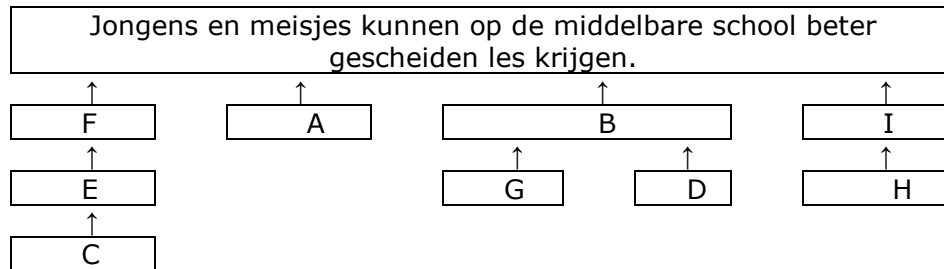 Jongens en meisjes kunnen op de middelbare school beter
gescheiden les krijgen.
↑ ↑ ↑ ↑
F A B I
↑ ↑ ↑ ↑
E G D H
↑
C